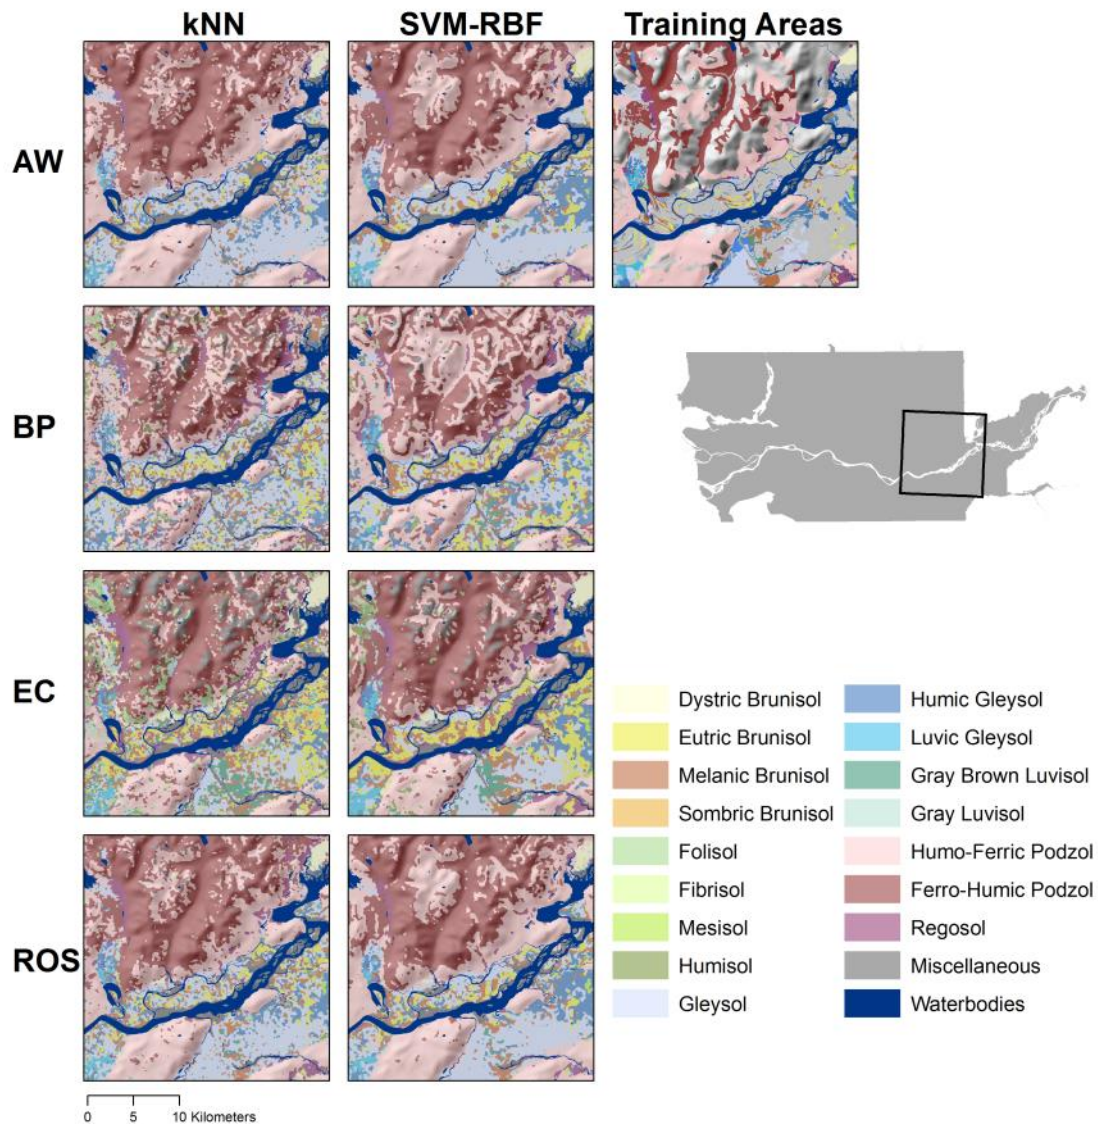 kNN SVM-RBF Training Areas
AW
BP
EC
ROS
Dystric Brunisol
Eutric Brunisol
Melanic Brunisol
Sombric Brunisol
Folisol
Fibrisol
Mesisol
Humisol
Gleysol
Humic Gleysol
Luvic Gleysol
Gray Brown Luvisol
Gray Luvisol
Humo-Ferric Podzol
Ferro-Humic Podzol
Regosol
Miscellaneous
Waterbodies
0 5 10 Kilometers